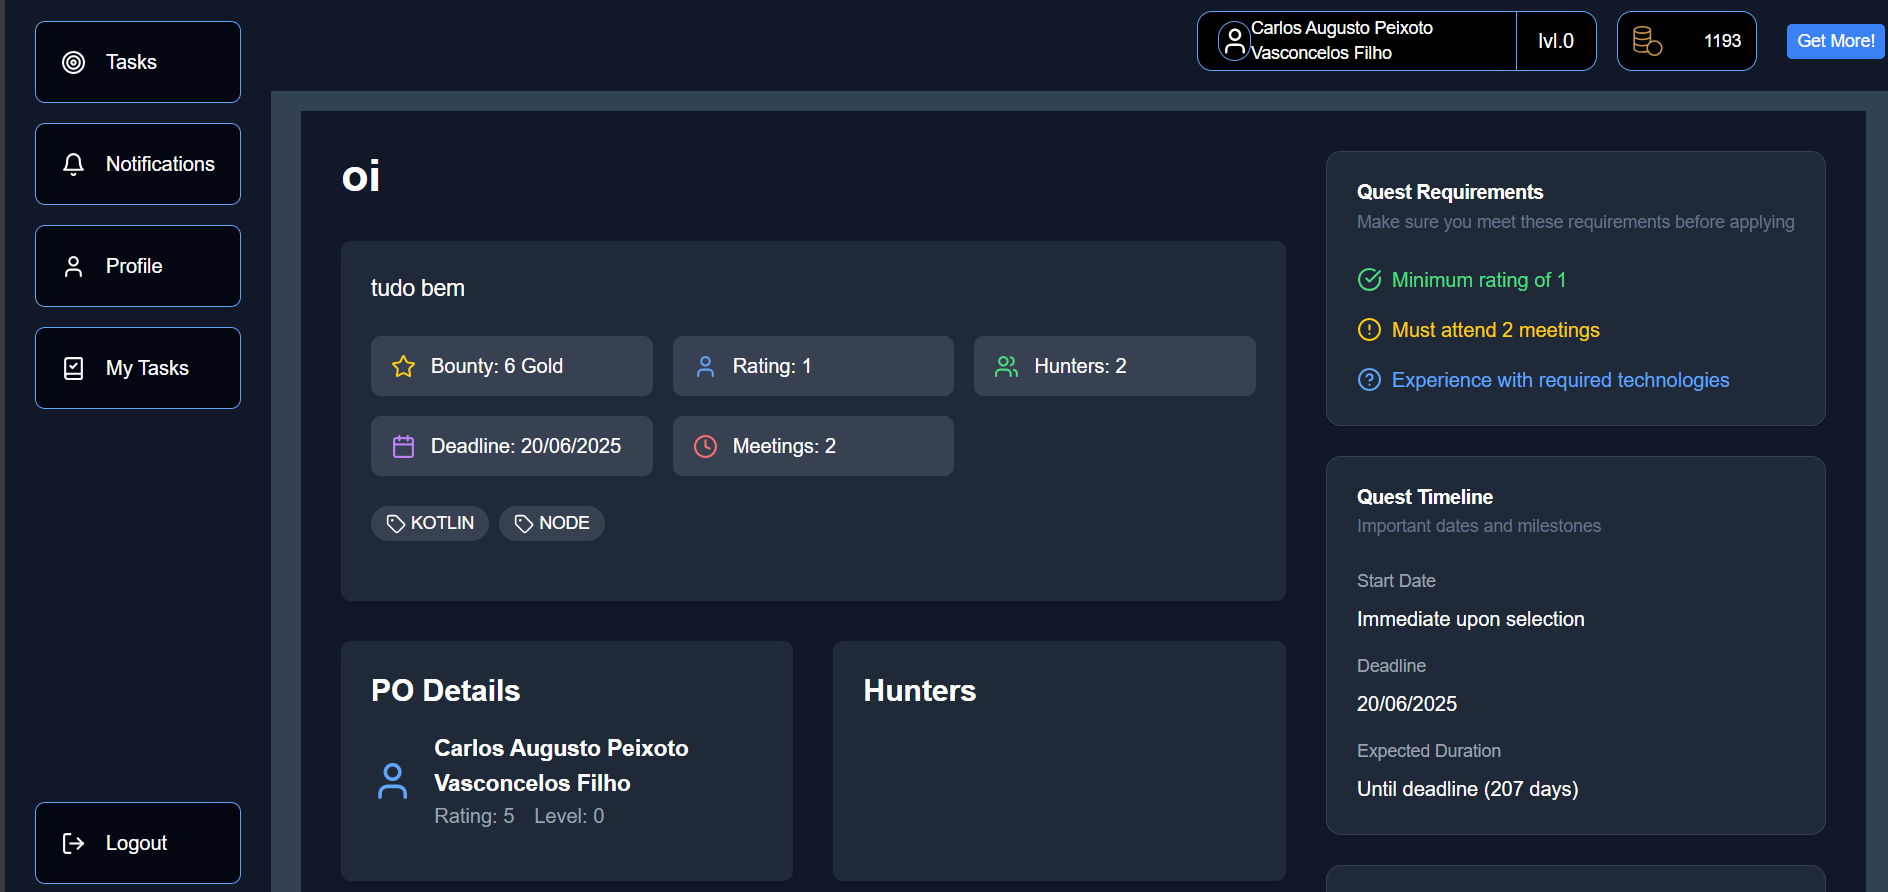 Tasks
Notifications
Profile
My Tasks
Logout
Carlos Augusto Peixoto
Vasconcelos Filho
lvl.0
1193
Get More!
oi
tudo bem
Bounty: 6 Gold
Rating: 1
Hunters: 2
Deadline: 20/06/2025
Meetings: 2
KOTLIN
NODE
PO Details
Carlos Augusto Peixoto
Vasconcelos Filho
Rating: 5 Level: 0
Hunters
Quest Requirements
Make sure you meet these requirements before applying
Minimum rating of 1
Must attend 2 meetings
Experience with required technologies
Quest Timeline
Important dates and milestones
Start Date
Immediate upon selection
Deadline
20/06/2025
Expected Duration
Until deadline (207 days)